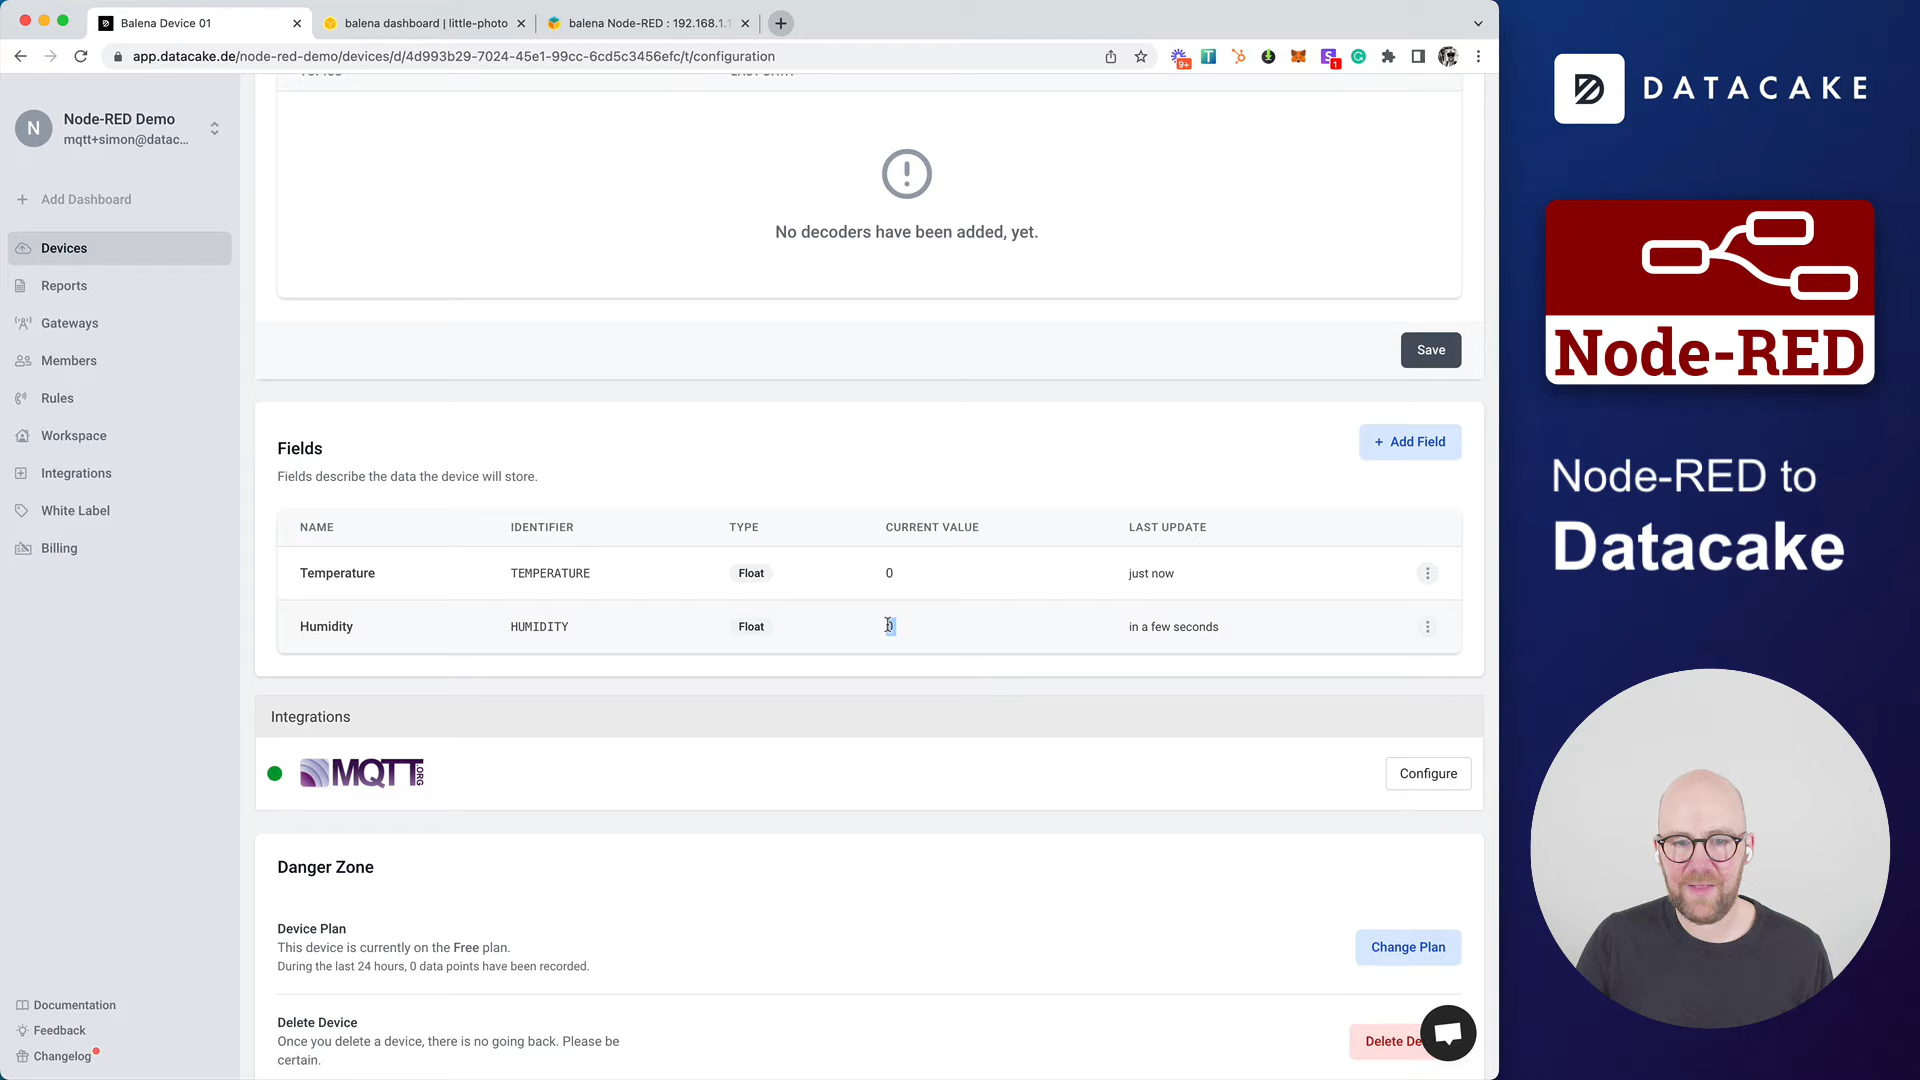 Balena Device 01
balena dashboard | little-photo
balena Node-RED : 192.168.1.1
app.datacake.de/node-red-demo/devices/d/4d993b29-7024-45e1-99cc-6cd5c3456efc/t/configuration
9+
1
N
Node-RED Demo
mqtt+simon@datac...
Add Dashboard
Devices
Reports
Gateways
Members
Rules
Workspace
Integrations
White Label
Billing
Documentation
Feedback
Changelog
No decoders have been added, yet.
Save
Fields
+ Add Field
Fields describe the data the device will store.
NAME IDENTIFIER TYPE CURRENT VALUE LAST UPDATE
Temperature TEMPERATURE Float 0 just now
Humidity HUMIDITY Float 0 in a few seconds
Integrations
MQTT.ORG
Configure
Danger Zone
Device Plan
This device is currently on the Free plan.
During the last 24 hours, 0 data points have been recorded.
Change Plan
Delete Device
Once you delete a device, there is no going back. Please be
certain.
Delete De
DATACAKE
Node-RED
Node-RED to
Datacake